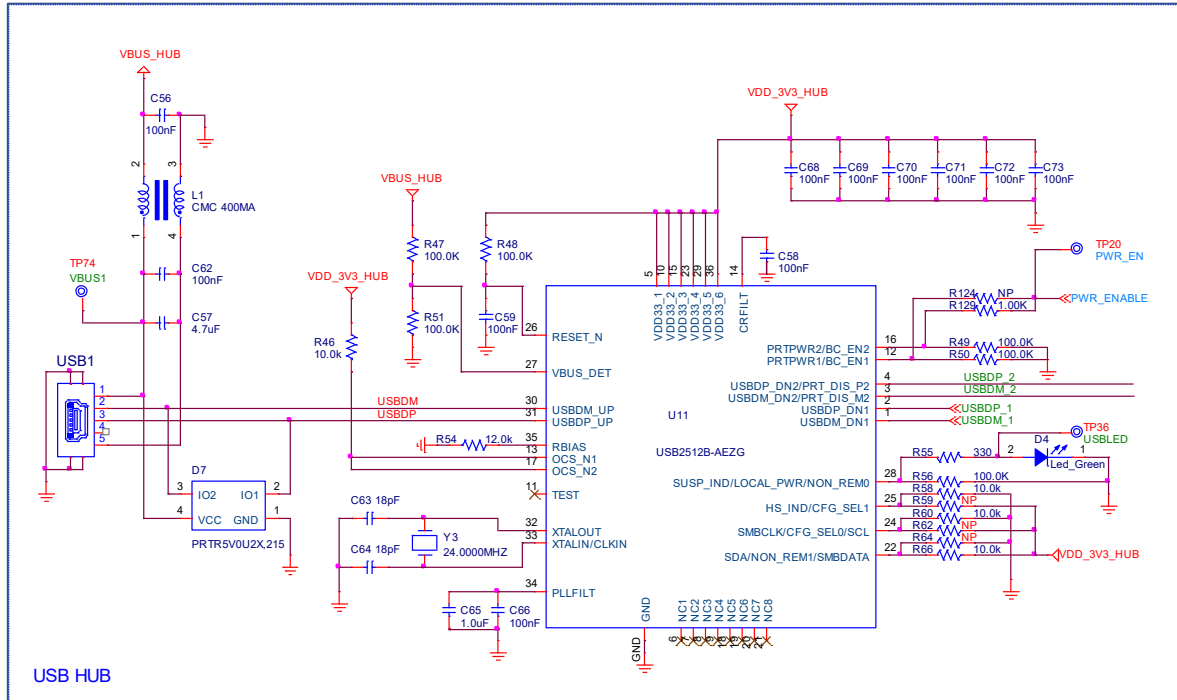 VBUS_HUB
C56
100nF
2
3
L1
CMC 400MA
1
4
TP74
VBUS1
C62
100nF
C57
4.7uF
USB1
1
2
3
4
5
D7
3
IO2
IO1
2
4
VCC
GND
1
PRTR5V0U2X,215
VBUS_HUB
R47
100.0K
R48
100.0K
VDD_3V3_HUB
R51
100.0K
C59
100nF
R46
10.0k
USBDM
USBDP
R54
12.0k
C63 18pF
Y3
24.0000MHZ
C64 18pF
C65
1.0uF
C66
100nF
VDD_3V3_HUB
C68
100nF
C69
100nF
C70
100nF
C71
100nF
C72
100nF
C73
100nF
C58
100nF
5
10
15
23
29
36
14
VDD33_1
VDD33_2
VDD33_3
VDD33_4
VDD33_5
VDD33_6
CRFILT
26
RESET_N
27
VBUS_DET
30
USBDM_UP
31
USBDP_UP
35
RBIAS
13
OCS_N1
17
OCS_N2
11
TEST
32
XTALOUT
33
XTALIN/CLKIN
34
PLLFILT
U11
USB2512B-AEZG
PRTPWR2/BC_EN2
16
PRTPWR1/BC_EN1
12
USBDP_DN2/PRT_DIS_P2
4
USBDM_DN2/PRT_DIS_M2
3
USBDP_DN1
2
USBDM_DN1
1
SUSP_IND/LOCAL_PWR/NON_REM0
28
HS_IND/CFG_SEL1
25
SMBCLK/CFG_SEL0/SCL
24
SDA/NON_REM1/SMBDATA
22
GND
NC1
NC2
NC3
NC4
NC5
NC6
NC7
NC8
GND
6
7
8
9
18
19
20
21
TP20
PWR_EN
R124
NP
PWR_ENABLE
R129
1.00K
R49
100.0K
R50
100.0K
USBDP_2
USBDM_2
USBDP_1
USBDM_1
TP36
USBLED
R55
330
2
D4
1
Led_Green
R56
100.0K
R58
10.0k
R59
NP
R60
10.0k
R62
NP
R64
NP
R66
10.0k
VDD_3V3_HUB
USB HUB